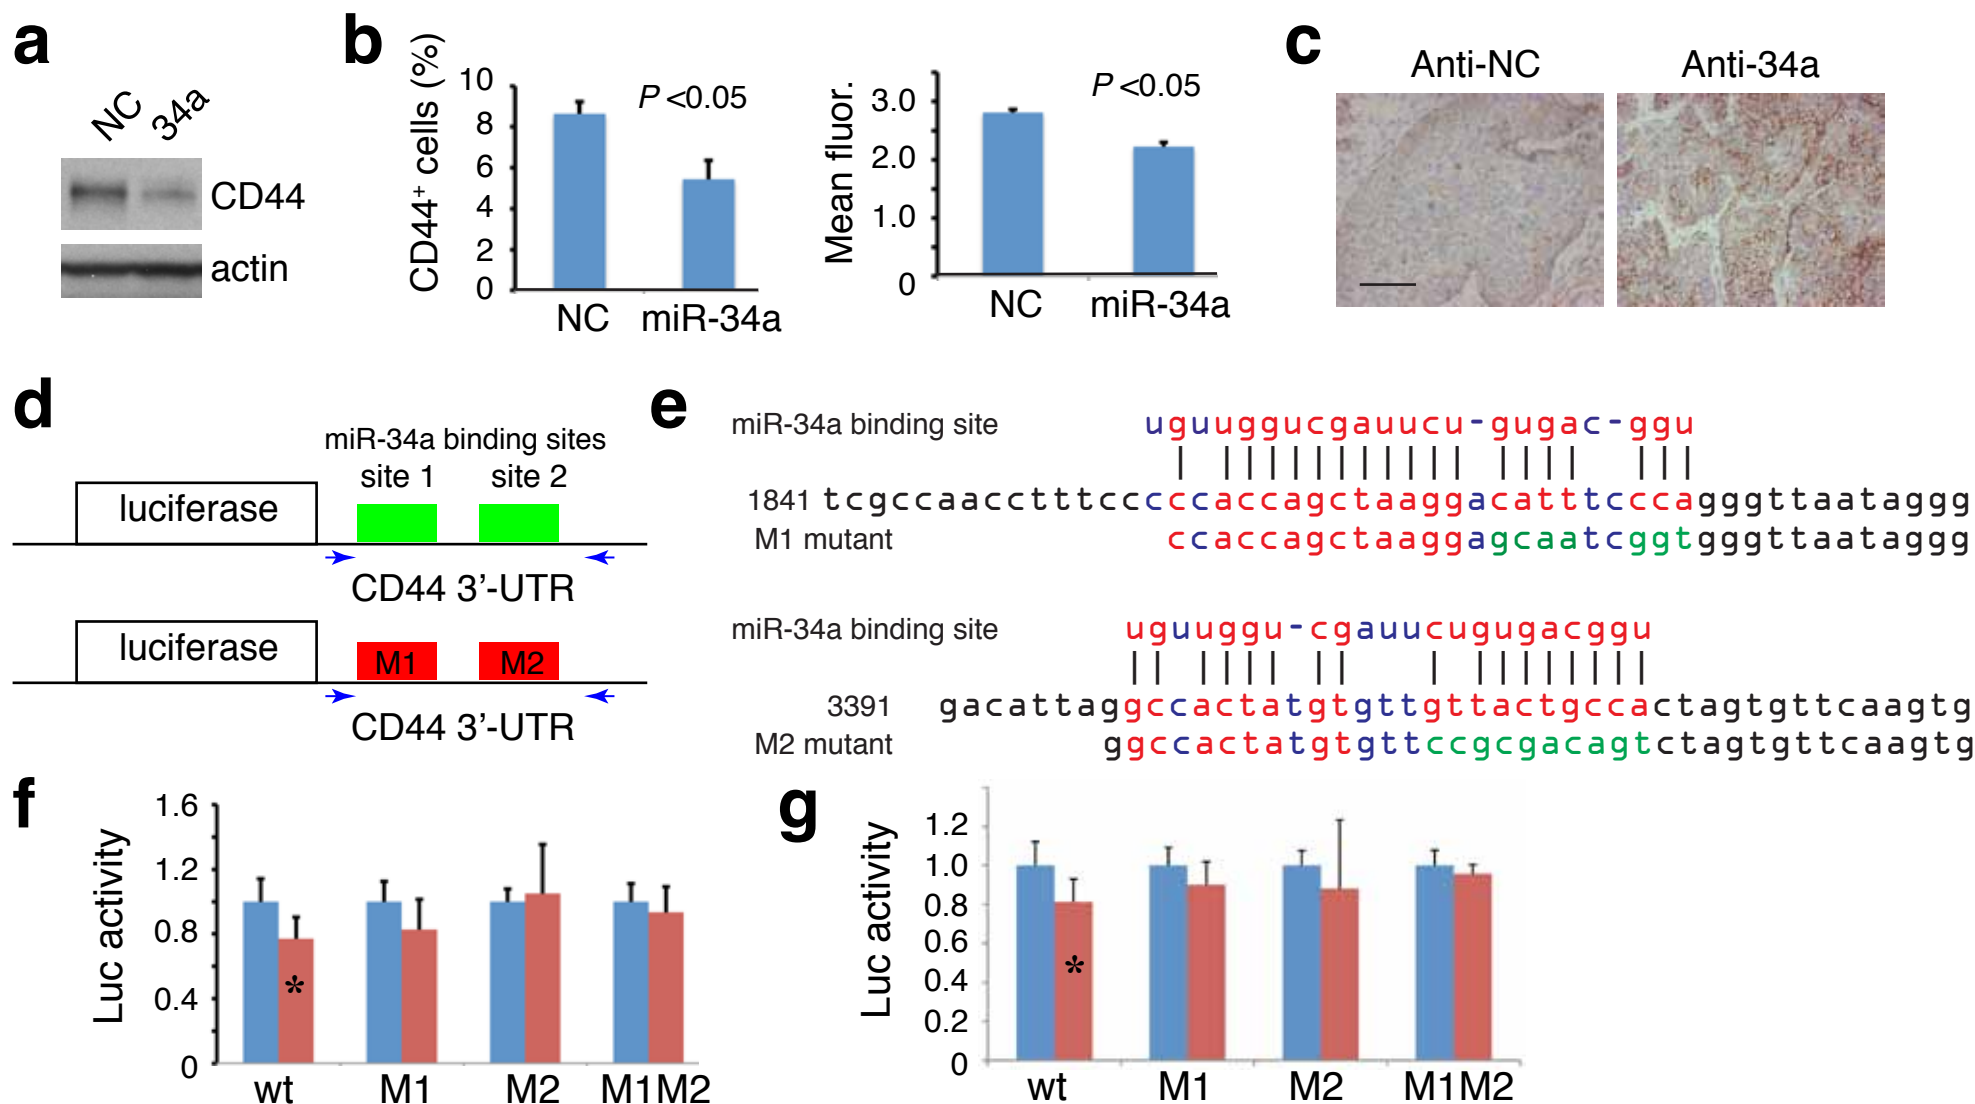 a
NC 34a
CD44
actin
b
CD44+ cells (%)
10
8
6
4
2
0
P <0.05
NC miR-34a
Mean fluor.
3.0
2.0
1.0
0
P <0.05
NC miR-34a
c
Anti-NC Anti-34a
d
miR-34a binding sites
site 1 site 2
luciferase
CD44 3’-UTR
luciferase M1 M2
CD44 3’-UTR
e
miR-34a binding site uguuggucgauucu-gugac-ggu
1841 tcgccaacctttcccccaccagctaaggacatttcccagggttaataggg
M1 mutant ccaccagctaaggagcaatcggtgggttaataggg
miR-34a binding site uguuggu-cgauucugugacggu
3391 gacattaggccactatgtgttgttactgccactagtgttcaagtg
M2 mutant ggccactatgtgttccgcgacagtctagtgttcaagtg
f
Luc activity
1.6
1.2
0.8
0.4
0
*
wt M1 M2 M1M2
g
Luc activity
1.2
1.0
0.8
0.6
0.4
0.2
0
*
wt M1 M2 M1M2